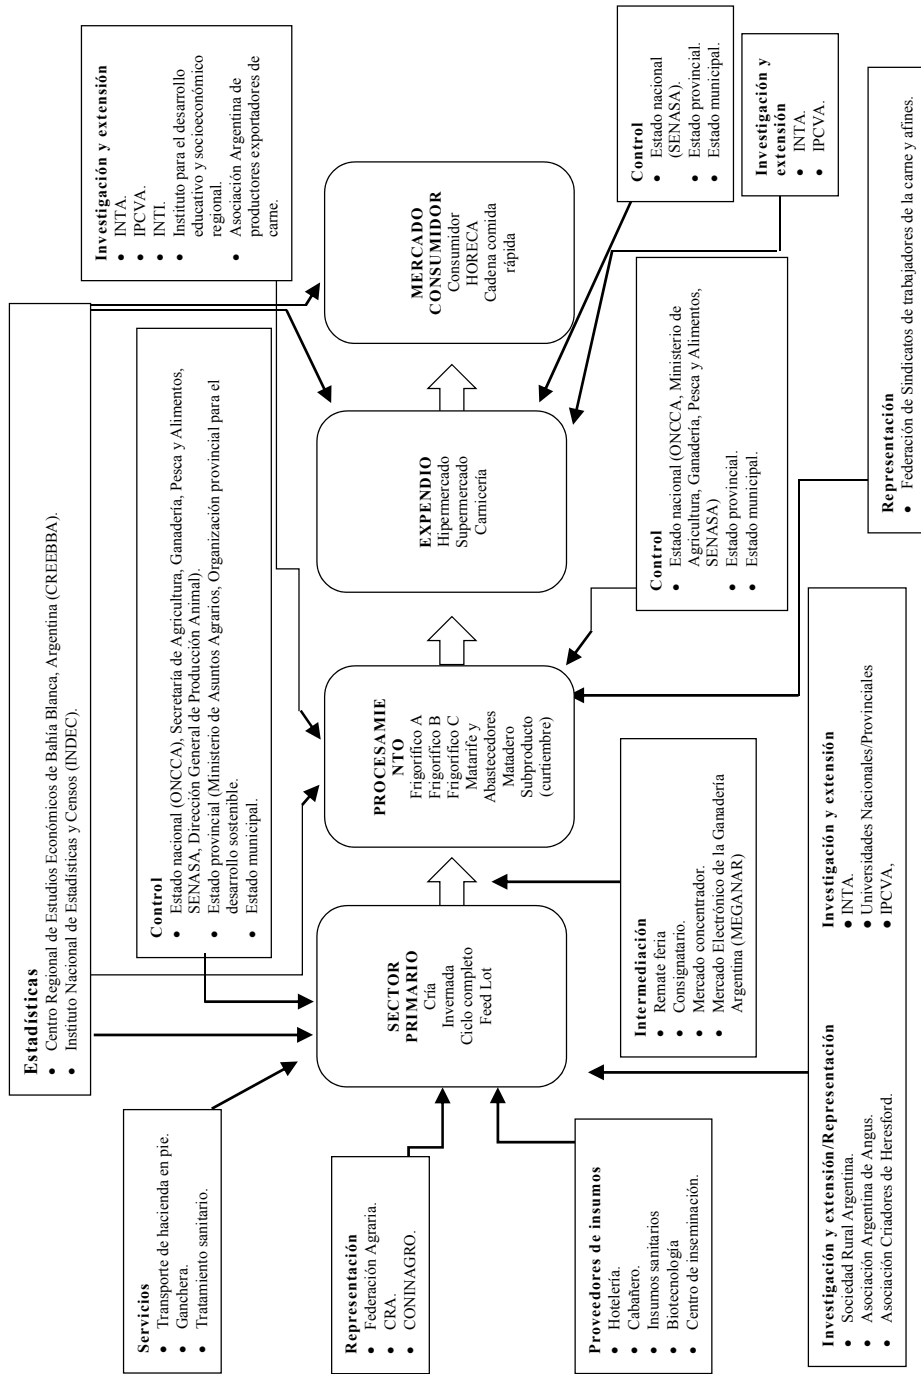 Estadísticas
• Centro Regional de Estudios Económicos de Bahía Blanca, Argentina (CREEBBA).
• Instituto Nacional de Estadísticas y Censos (INDEC).
Servicios
• Transporte de hacienda en pie.
• Ganchera.
• Tratamiento sanitario.
Control
• Estado nacional (ONCCA), Secretaría de Agricultura, Ganadería, Pesca y Alimentos,
SENASA, Dirección General de Producción Animal).
• Estado provincial (Ministerio de Asuntos Agrarios, Organización provincial para el
desarrollo sostenible.
• Estado municipal.
Investigación y extensión
• INTA.
• IPCVA.
• INTI.
• Instituto para el desarrollo
educativo y socioeconómico
regional.
• Asociación Argentina de
productores exportadores de
carne.
Representación
• Federación Agraria.
• CRA.
• CONINAGRO.
SECTOR
PRIMARIO
Cría
Invernada
Ciclo completo
Feed Lot
PROCESAMIE
NTO
Frigorífico A
Frigorífico B
Frigorífico C
Matarife y
Abastecedores
Matadero
Subproducto
(curtiembre)
EXPENDIO
Hipermercado
Supermercado
Carnicería
MERCADO
CONSUMIDOR
Consumidor
HORECA
Cadena comida
rápida
Proveedores de insumos
• Hotelería.
• Cabañero.
• Insumos sanitarios
• Biotecnología
• Centro de inseminación.
Intermediación
• Remate feria
• Consignatario.
• Mercado concentrador.
• Mercado Electrónico de la Ganadería
Argentina (MEGANAR)
Control
• Estado nacional (ONCCA, Ministerio de
Agricultura, Ganadería, Pesca y Alimentos,
SENASA)
• Estado provincial.
• Estado municipal.
Control
• Estado nacional
(SENASA).
• Estado provincial.
• Estado municipal.
Investigación y
extensión
• INTA.
• IPCVA.
Investigación y extensión/Representación
• Sociedad Rural Argentina.
• Asociación Argentina de Angus.
• Asociación Criadores de Heresford.
Investigación y extensión
• INTA.
• Universidades Nacionales/Provinciales
• IPCVA,
Representación
• Federación de Sindicatos de trabajadores de la carne y afines.